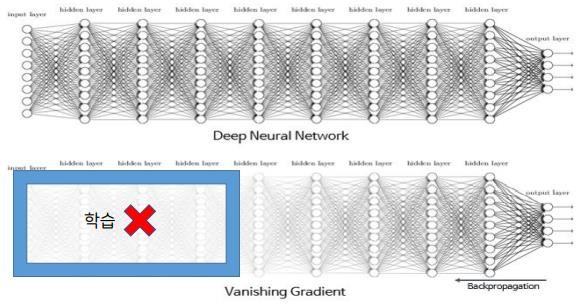 input layer hidden layer hidden layer hidden layer hidden layer hidden layer hidden layer hidden layer hidden layer
output layer
Deep Neural Network
input layer hidden layer hidden layer hidden layer hidden layer hidden layer hidden layer hidden layer hidden layer
output layer
학습
Backpropagation
Vanishing Gradient